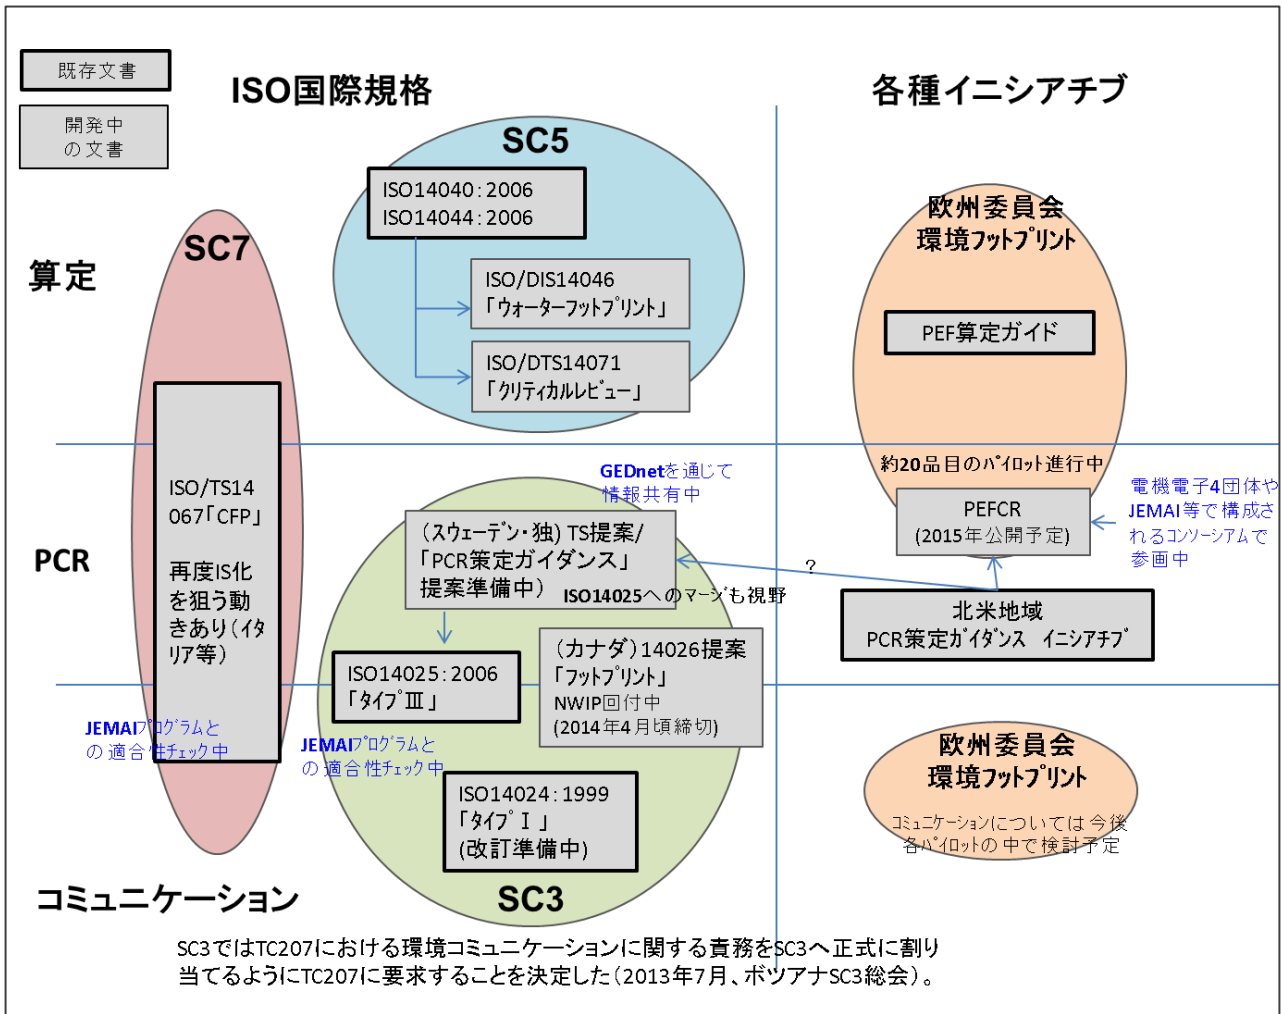 既存文書
開発中
の文書
ISO国際規格
各種イニシアチブ
SC5
ISO14040：2006
ISO14044：2006
ISO/DIS14046
「ウォーターフットプリント」
ISO/DTS14071
「クリティカルレビュー」
SC7
算定
欧州委員会
環境フットプリント
PEF算定ガイド
ISO/TS14
067「CFP」
再度IS化
を狙う動
きあり（イタ
リア等）
PCR
GEDnetを通じて
情報共有中
（スウェーデン・独）TS提案/
「PCR策定ガイダンス」
提案準備中）
ISO14025へのマージも視野
？
約20品目のパイロット進行中
PEFCR
(2015年公開予定)
電機電子4団体や
JEMAI等で構成さ
れるコンソーシアムで
参画中
北米地域
PCR策定ガイダンス イニシアチブ
ISO14025：2006
「タイプⅢ」
（カナダ）14026提案
「フットプリント」
NWIP回付中
(2014年4月頃締切)
JEMAIプログラムと
の適合性チェック中
JEMAIプログラムと
の適合性チェック中
ISO14024：1999
「タイプⅠ」
(改訂準備中)
SC3
欧州委員会
環境フットプリント
コミュニケーションについては今後
各パイロットの中で検討予定
コミュニケーション
SC3ではTC207における環境コミュニケーションに関する責務をSC3へ正式に割り
当てるようにTC207に要求することを決定した（2013年7月、ボツアナSC3総会）。